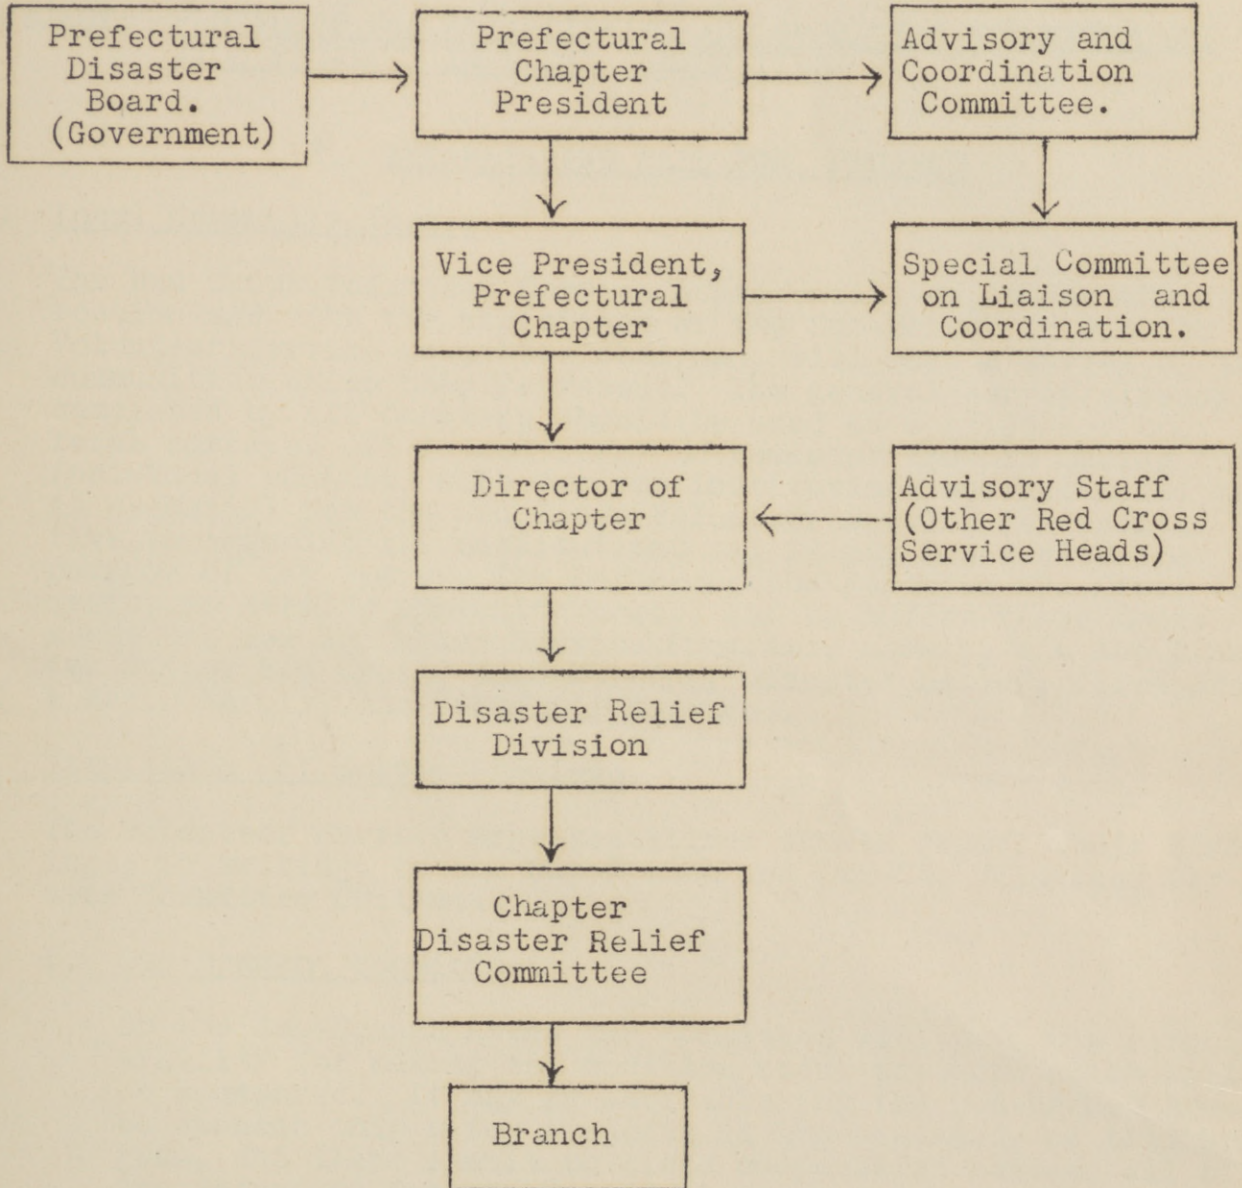 Prefectural
Disaster
Board.
(Government)
Prefectural
Chapter
President
Advisory and
Coordination
Committee.
Vice President,
Prefectural
Chapter
Special Committee
on Liaison and
Coordination.
Director of
Chapter
Advisory Staff
(Other Red Cross
Service Heads)
Disaster Relief
Division
Chapter
Disaster Relief
Committee
Branch